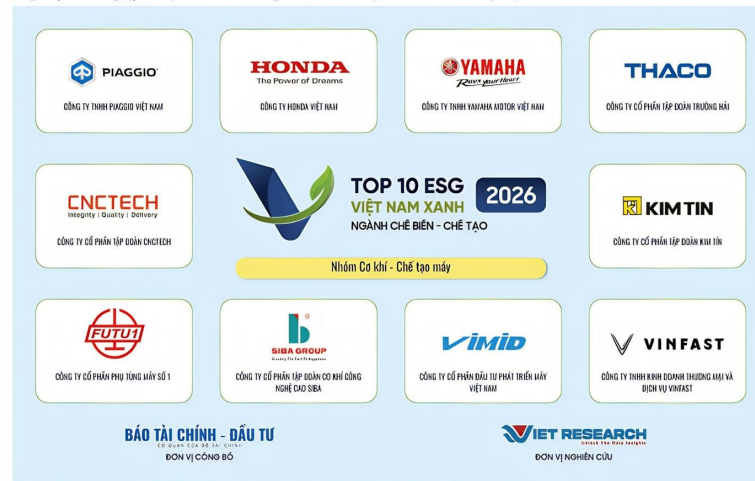 PIAGGIO
CÔNG TY TNHH PIAGGIO VIỆT NAM
HONDA
The Power of Dreams
CÔNG TY HONDA VIỆT NAM
YAMAHA
Revs your Heart
CÔNG TY TNHH YAMAHA MOTOR VIỆT NAM
THACO
CÔNG TY CỔ PHẦN TẬP ĐOÀN TRƯỜNG HẢI
CNCTECH
Integrity | Quality | Delivery
CÔNG TY CỔ PHẦN TẬP ĐOÀN CNCTECH
TOP 10 ESG
VIỆT NAM XANH
2026
NGÀNH CHẾ BIẾN - CHẾ TẠO
Nhóm Cơ khí - Chế tạo máy
KIM TIN
CÔNG TY CỔ PHẦN TẬP ĐOÀN KIM TÍN
FUTU1
CÔNG TY CỔ PHẦN PHỤ TÙNG MÁY SỐ 1
SIBA GROUP
CÔNG TY CỔ PHẦN TẬP ĐOÀN CƠ KHÍ CÔNG
NGHỆ CAO SIBA
VIMID
CÔNG TY CỔ PHẦN ĐẦU TƯ PHÁT TRIỂN MÁY
VIỆT NAM
VINFAST
CÔNG TY TNHH KINH DOANH THƯƠNG MẠI VÀ
DỊCH VỤ VINFAST
BÁO TÀI CHÍNH - ĐẦU TƯ
CƠ QUAN CỦA BỘ TÀI CHÍNH
ĐƠN VỊ CÔNG BỐ
VIET RESEARCH
Unlock The Data Insights
ĐƠN VỊ NGHIÊN CỨU